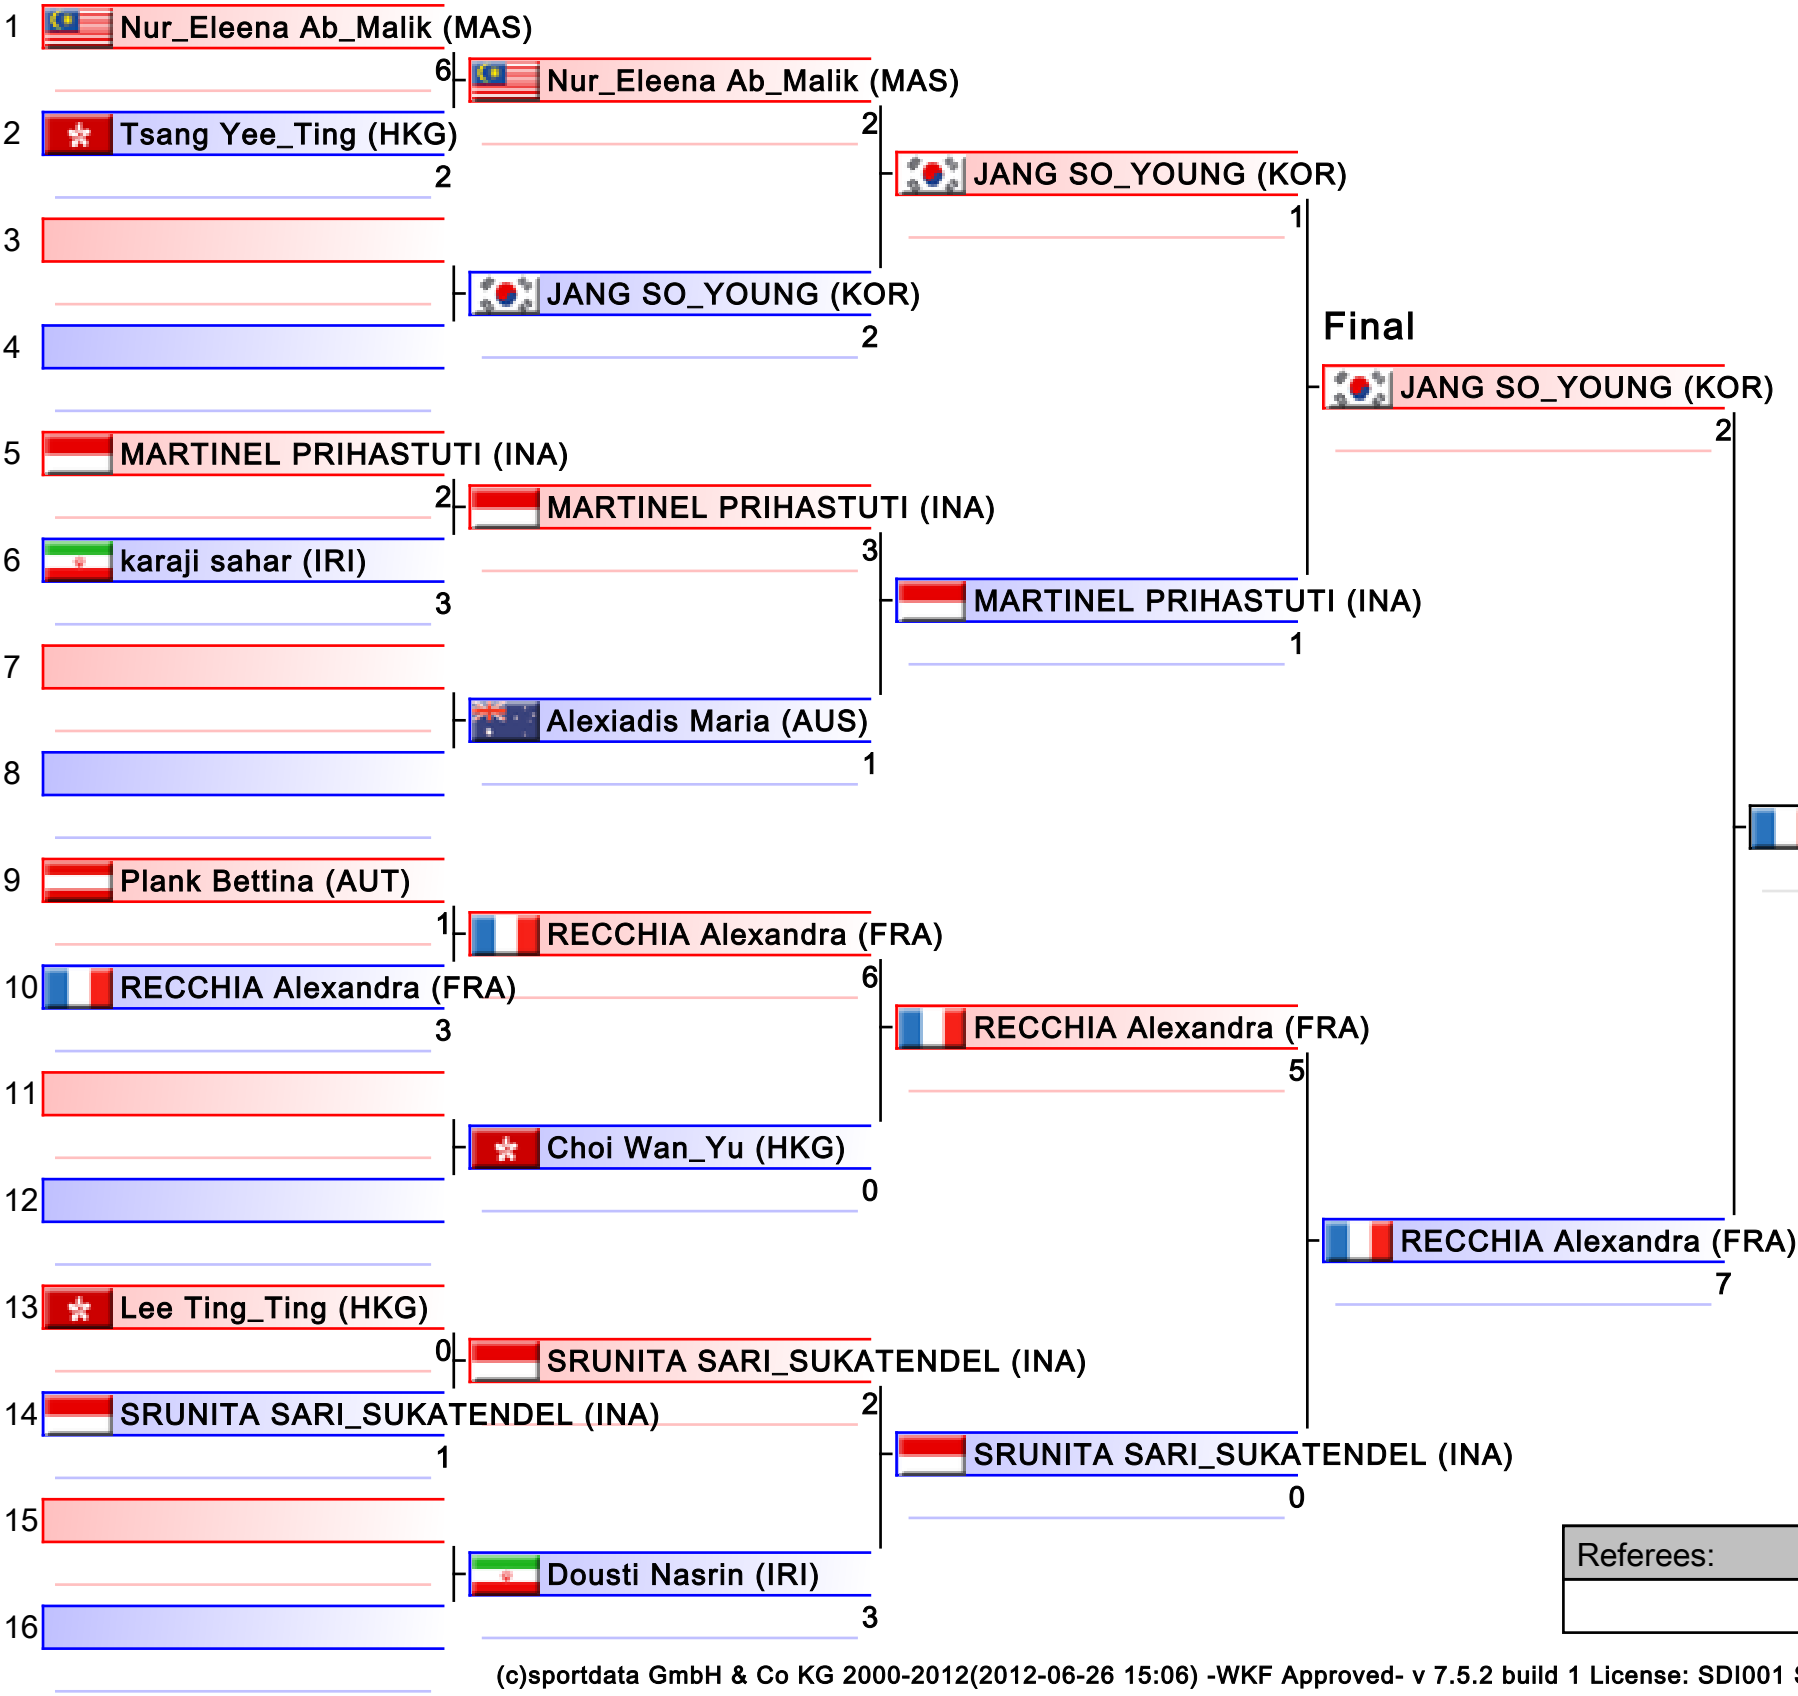 1 Nur_Eleena Ab_Malik (MAS)
6
Nur_Eleena Ab_Malik (MAS)
2
2 Tsang Yee_Ting (HKG)
2
JANG SO_YOUNG (KOR)
1
3
JANG SO_YOUNG (KOR)
2
4
Final
JANG SO_YOUNG (KOR)
2
5 MARTINEL PRIHASTUTI (INA)
2
MARTINEL PRIHASTUTI (INA)
3
6 karaji sahar (IRI)
3
MARTINEL PRIHASTUTI (INA)
1
7
Alexiadis Maria (AUS)
1
8
9 Plank Bettina (AUT)
1
RECCHIA Alexandra (FRA)
6
10 RECCHIA Alexandra (FRA)
3
RECCHIA Alexandra (FRA)
5
11
Choi Wan_Yu (HKG)
0
12
RECCHIA Alexandra (FRA)
7
13 Lee Ting_Ting (HKG)
0
SRUNITA SARI_SUKATENDEL (INA)
2
14 SRUNITA SARI_SUKATENDEL (INA)
1
SRUNITA SARI_SUKATENDEL (INA)
0
15
Dousti Nasrin (IRI)
3
16
Referees:
(c)sportdata GmbH & Co KG 2000-2012(2012-06-26 15:06) -WKF Approved- v 7.5.2 build 1 License: SDI001